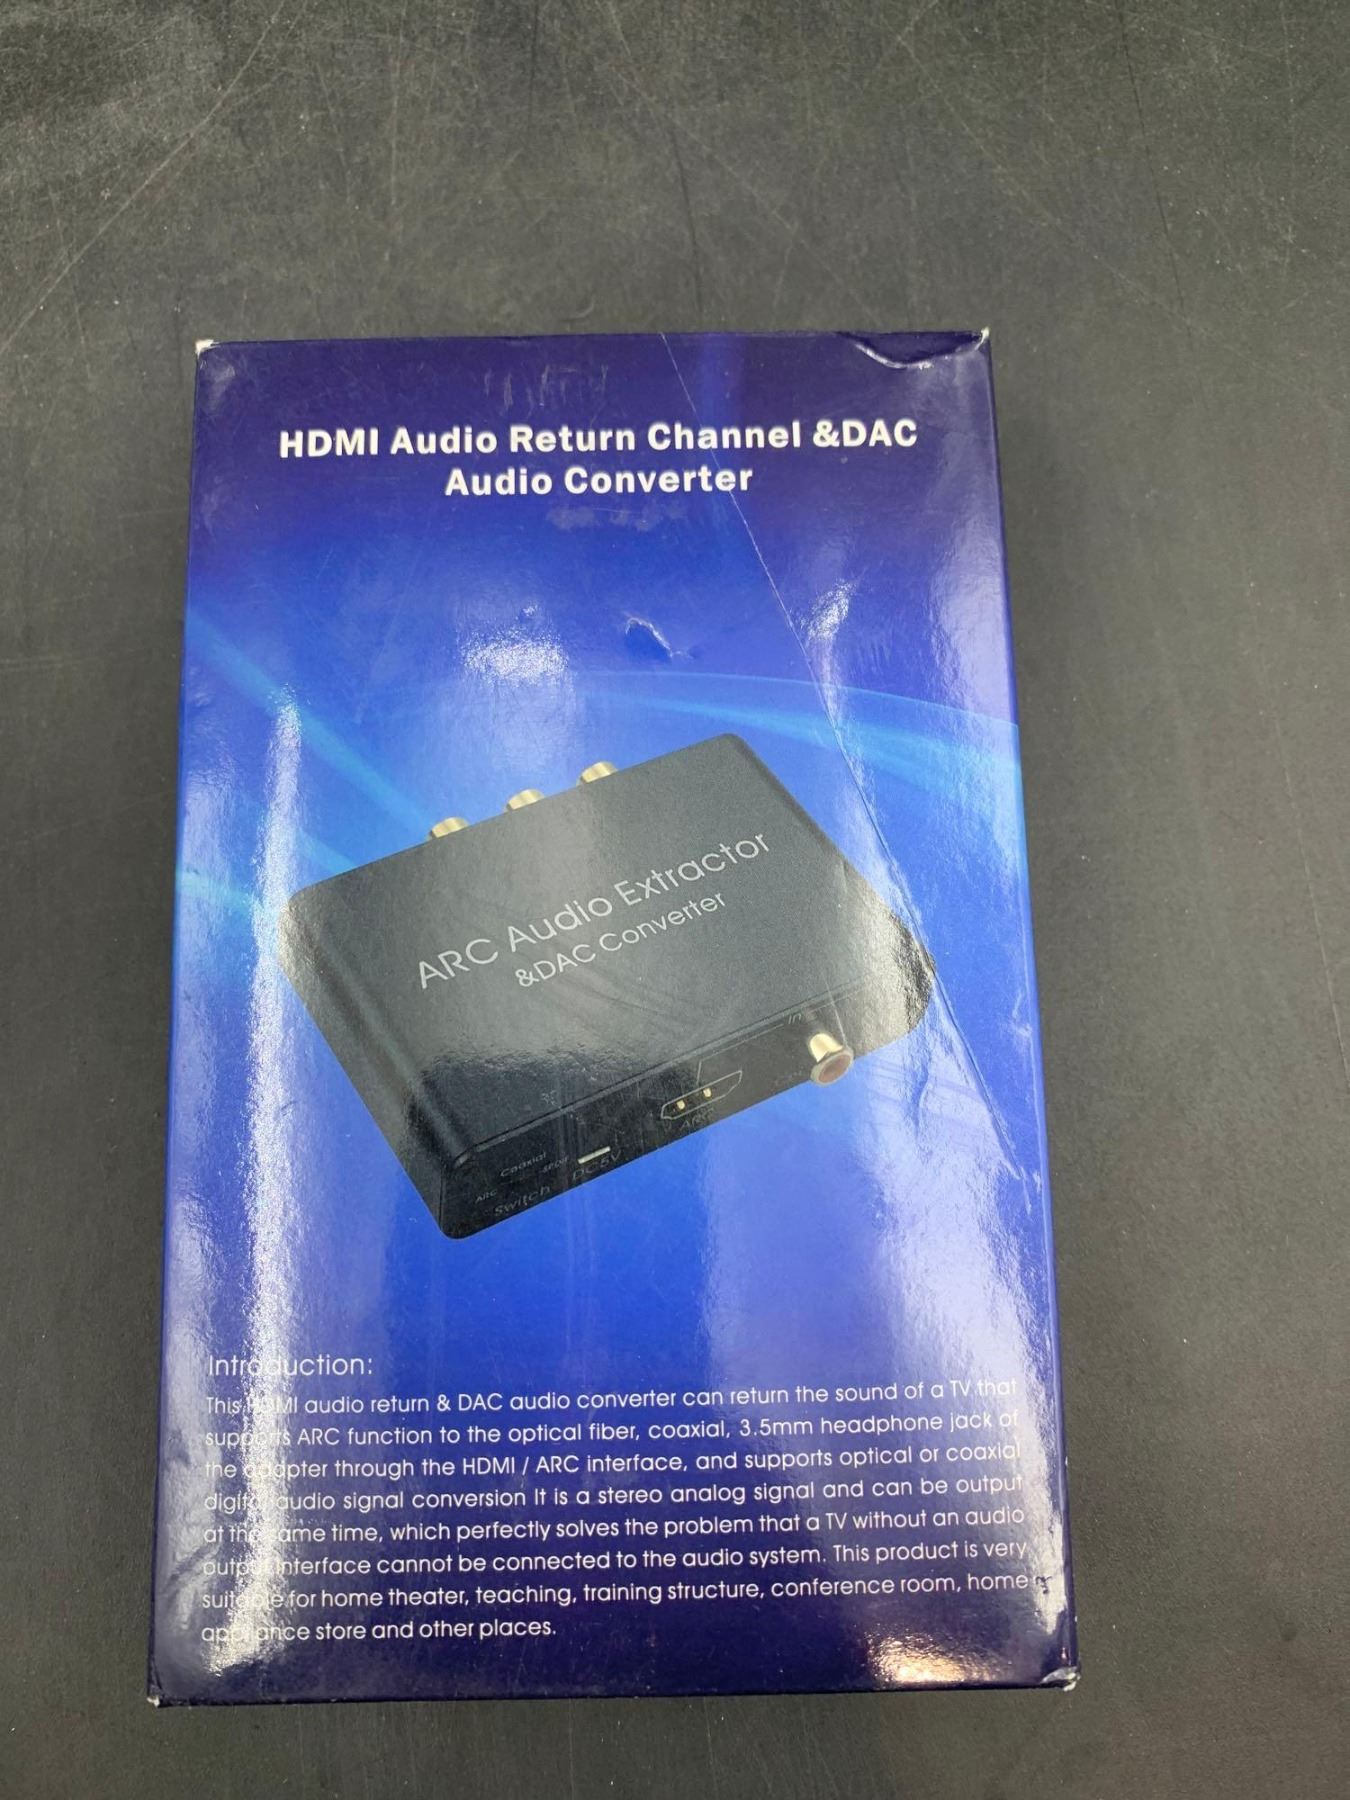 HDMI Audio Return Channel &DAC
Audio Converter
ARC Audio Extractor
&DAC Converter
In
ARC
Coaxial
SPDIF
ARC
Switch
DC5V
Introduction:
This HDMI audio return & DAC audio converter can return the sound of a TV that
supports ARC function to the optical fiber, coaxial, 3.5mm headphone jack of
the adapter through the HDMI / ARC interface, and supports optical or coaxial
digital audio signal conversion It is a stereo analog signal and can be output
at the same time, which perfectly solves the problem that a TV without an audio
output interface cannot be connected to the audio system. This product is very
suitable for home theater, teaching, training structure, conference room, home
appliance store and other places.